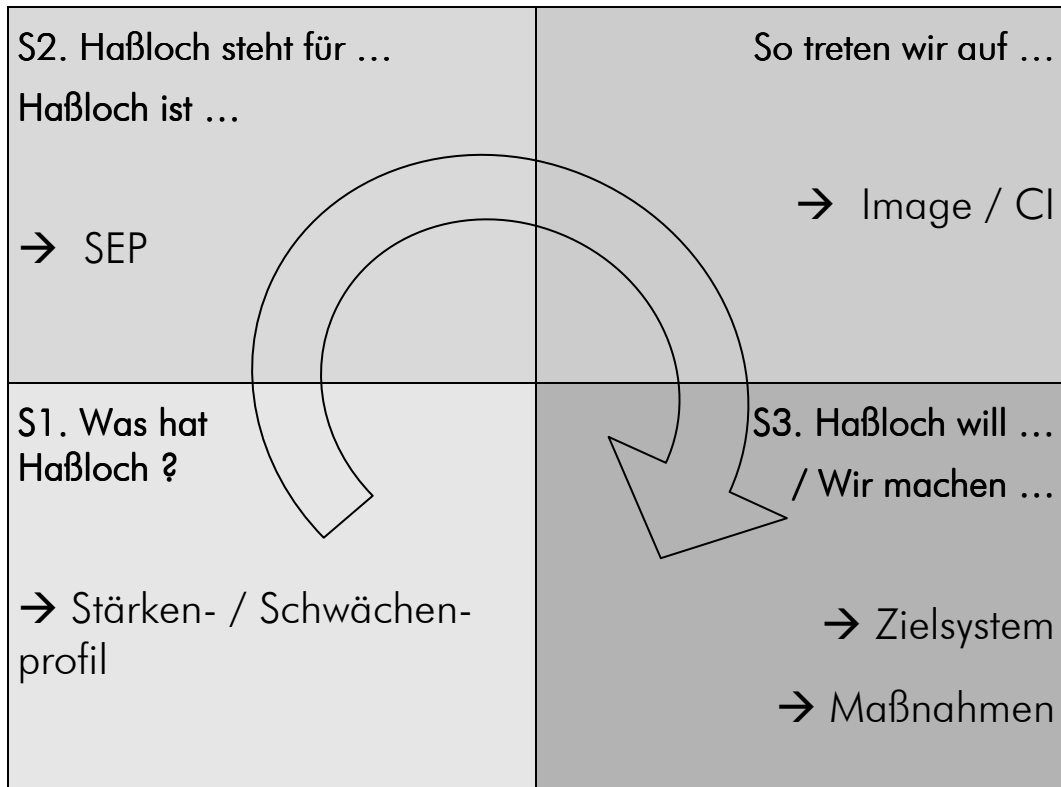 S2. Haßloch steht für …
Haßloch ist …
→ SEP
So treten wir auf …
→ Image / CI
S1. Was hat
Haßloch ?
→ Stärken- / Schwächen-
profil
S3. Haßloch will …
/ Wir machen …
→ Zielsystem
→ Maßnahmen